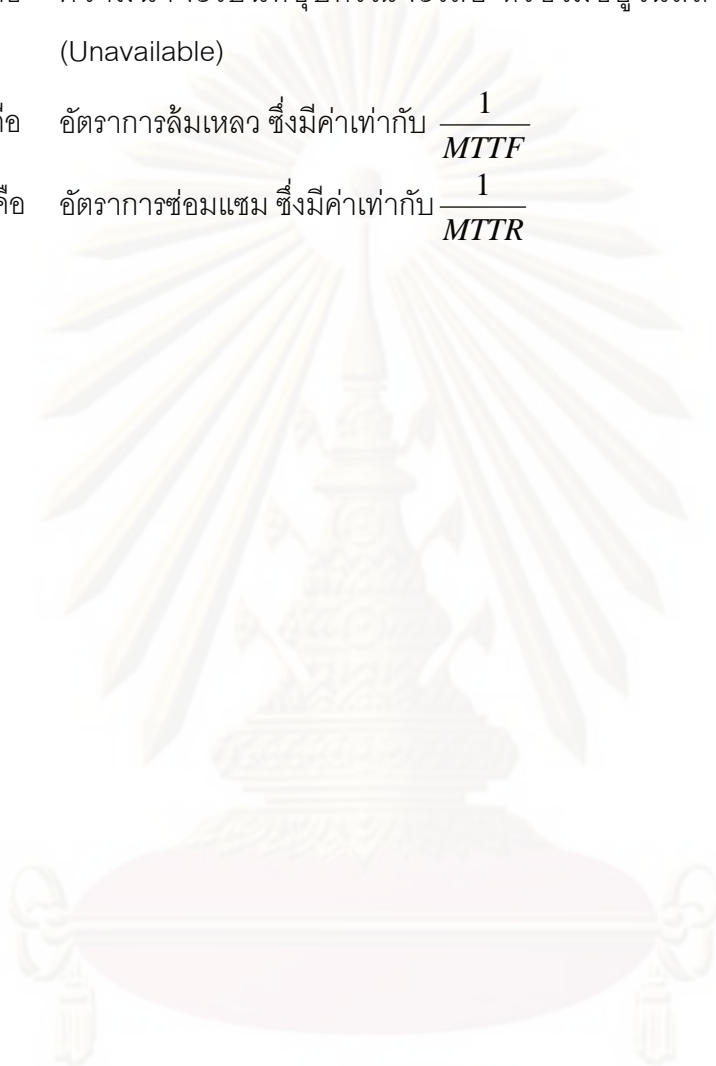 (Unavailable)
อัตราการล้มเหลว ซึ่งมีค่าเท่ากับ 1/MTTF
คือ อัตราการซ่อมแซม ซึ่งมีค่าเท่ากับ 1/MTTR